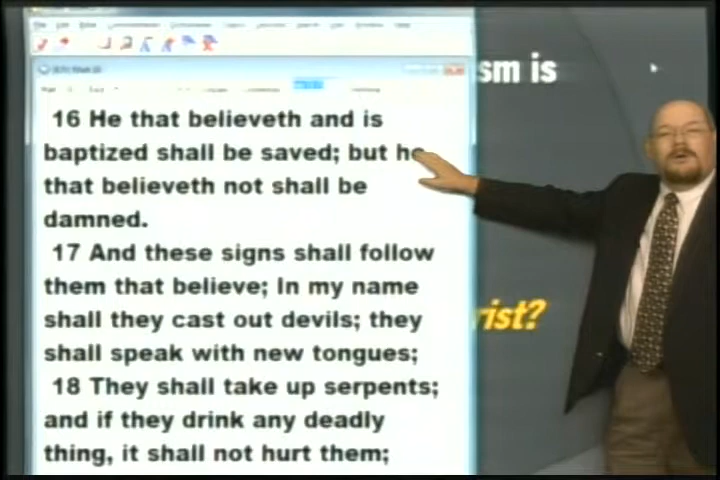 sm is
16 He that believeth and is
baptized shall be saved; but he
that believeth not shall be
damned.
17 And these signs shall follow
them that believe; In my name
shall they cast out devils; they
shall speak with new tongues;
rist?
18 They shall take up serpents;
and if they drink any deadly
thing, it shall not hurt them;